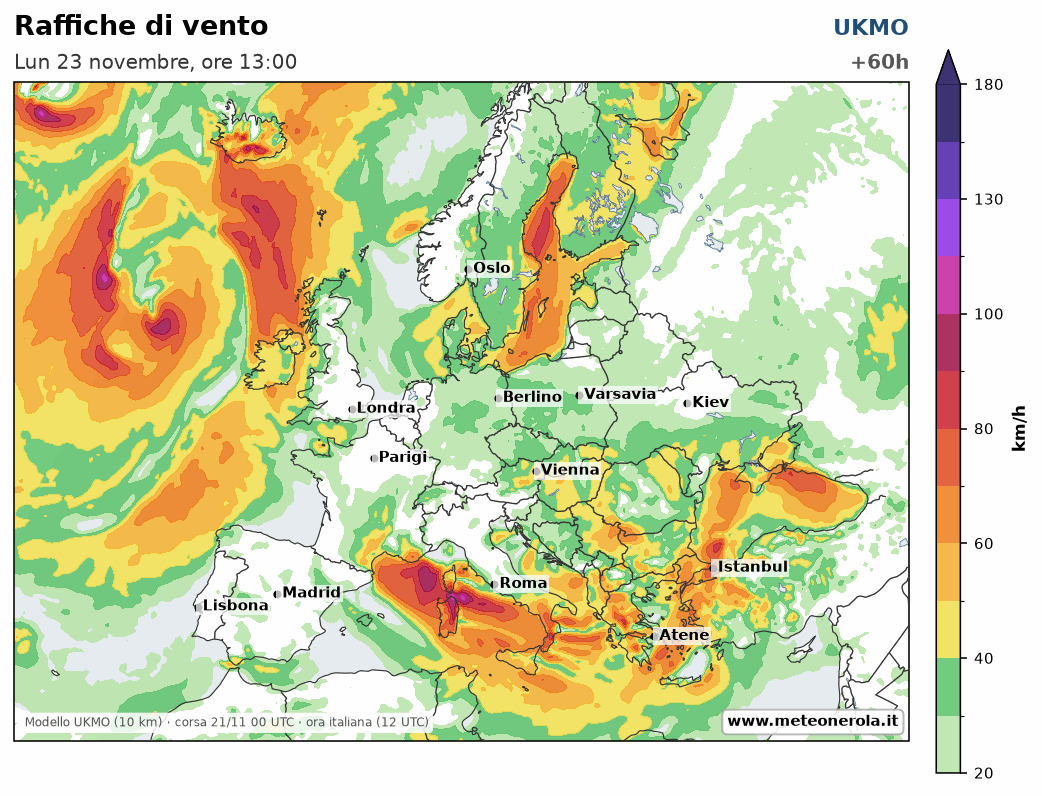 Raffiche di vento
UKMO
Lun 23 novembre, ore 13:00
+60h
180
130
100
80
60
40
20
km/h
Oslo
Berlino
Varsavia
Kiev
Londra
Parigi
Vienna
Istanbul
Roma
Madrid
Lisbona
Atene
Modello UKMO (10 km) · corsa 21/11 00 UTC · ora italiana (12 UTC)
www.meteonerola.it